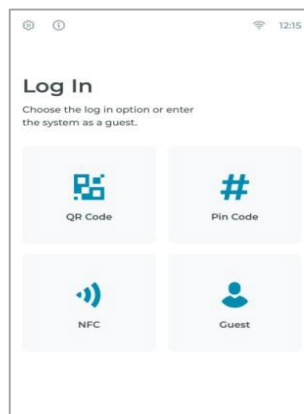 12:15
Log In
Choose the log in option or enter
the system as a guest.
QR Code
Pin Code
NFC
Guest